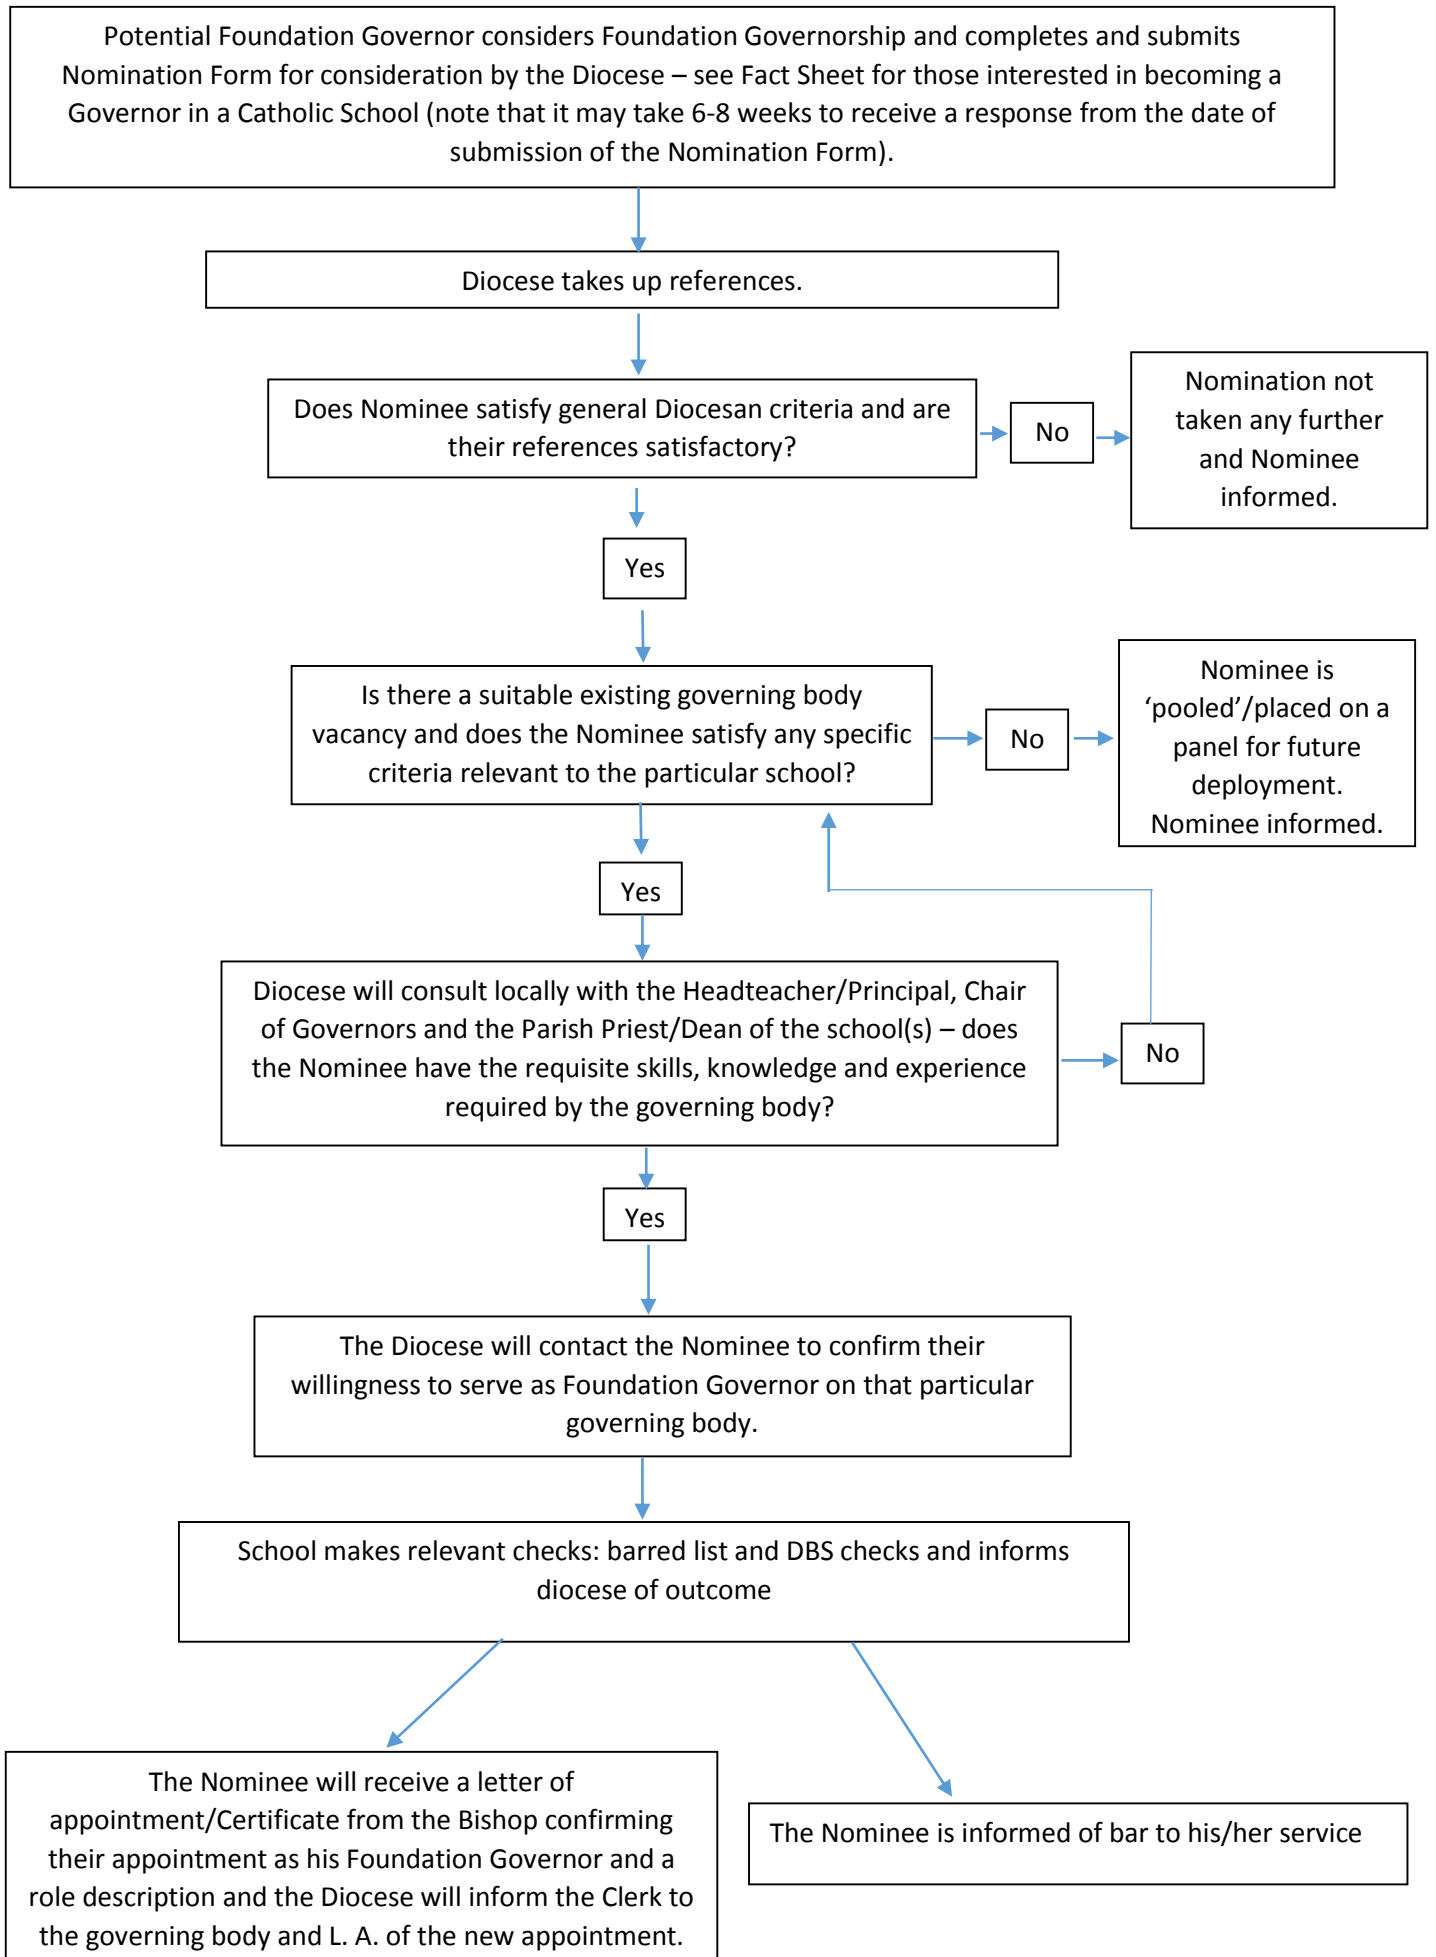 Potential Foundation Governor considers Foundation Governorship and completes and submits
Nomination Form for consideration by the Diocese – see Fact Sheet for those interested in becoming a
Governor in a Catholic School (note that it may take 6-8 weeks to receive a response from the date of
submission of the Nomination Form).
Diocese takes up references.
Does Nominee satisfy general Diocesan criteria and are
their references satisfactory?
No
Nomination not
taken any further
and Nominee
informed.
Yes
Is there a suitable existing governing body
vacancy and does the Nominee satisfy any specific
criteria relevant to the particular school?
No
Nominee is
‘pooled’/placed on a
panel for future
deployment.
Nominee informed.
Yes
Diocese will consult locally with the Headteacher/Principal, Chair
of Governors and the Parish Priest/Dean of the school(s) – does
the Nominee have the requisite skills, knowledge and experience
required by the governing body?
No
Yes
The Diocese will contact the Nominee to confirm their
willingness to serve as Foundation Governor on that particular
governing body.
School makes relevant checks: barred list and DBS checks and informs
diocese of outcome
The Nominee will receive a letter of
appointment/Certificate from the Bishop confirming
their appointment as his Foundation Governor and a
role description and the Diocese will inform the Clerk to
the governing body and L. A. of the new appointment.
The Nominee is informed of bar to his/her service